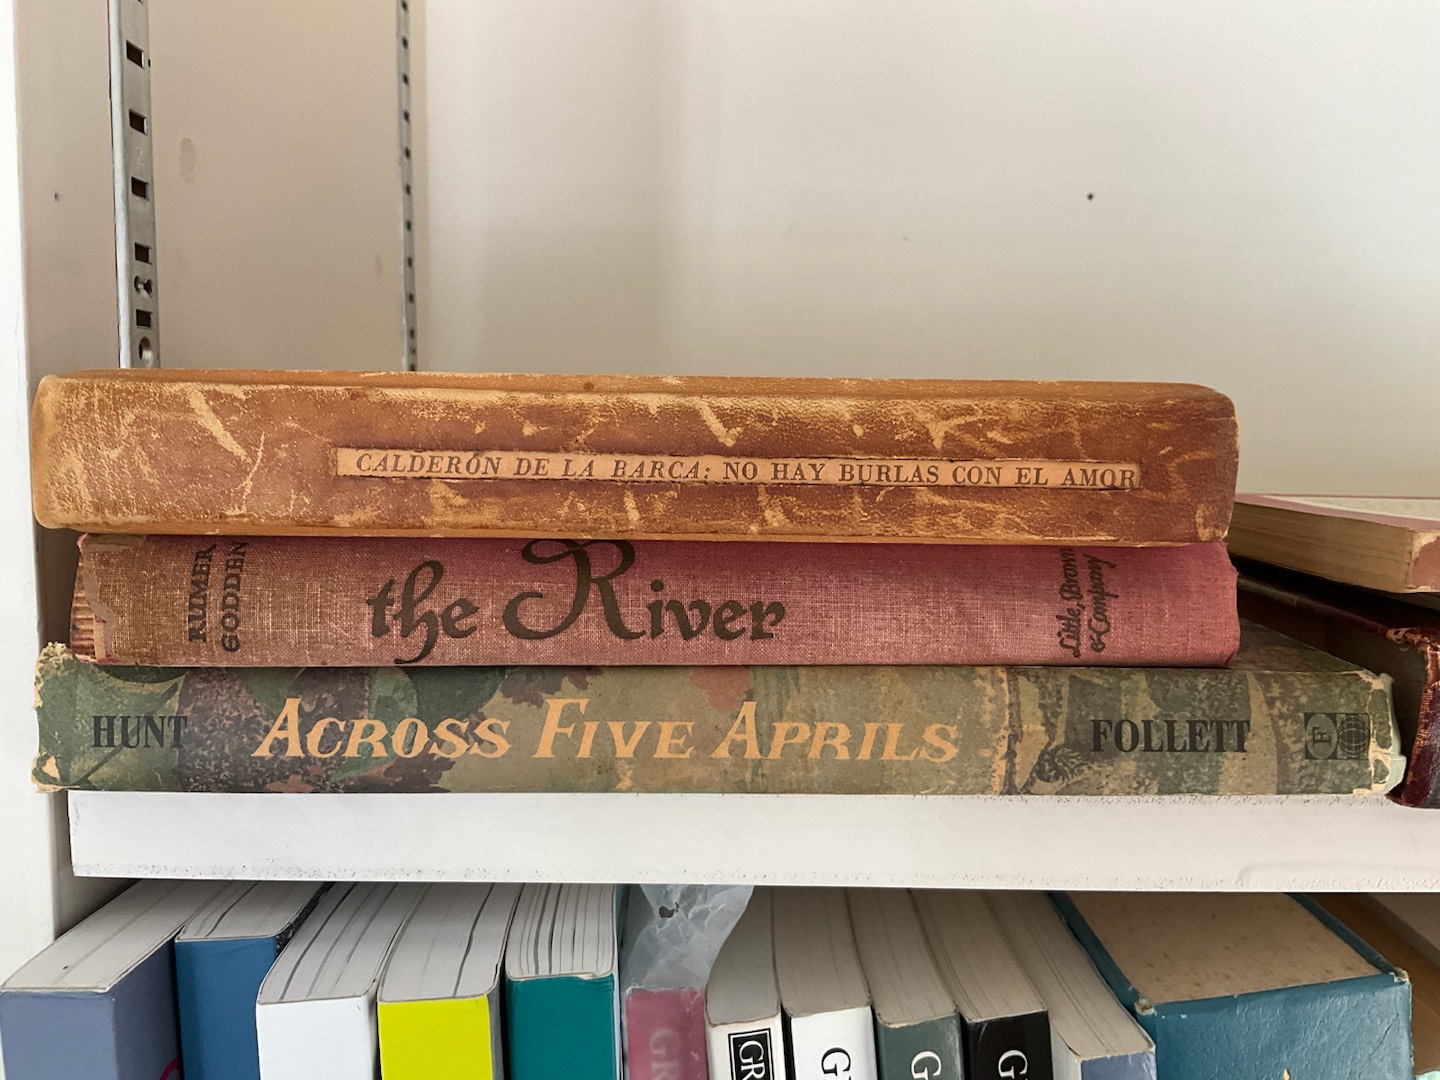 CALDERÓN DE LA BARCA; NO HAY BURLAS CON EL AMOR
RUMER
GODDEN
the River
Little, Brown
& Company
HUNT
ACROSS FIVE APRILS
FOLLETT
F